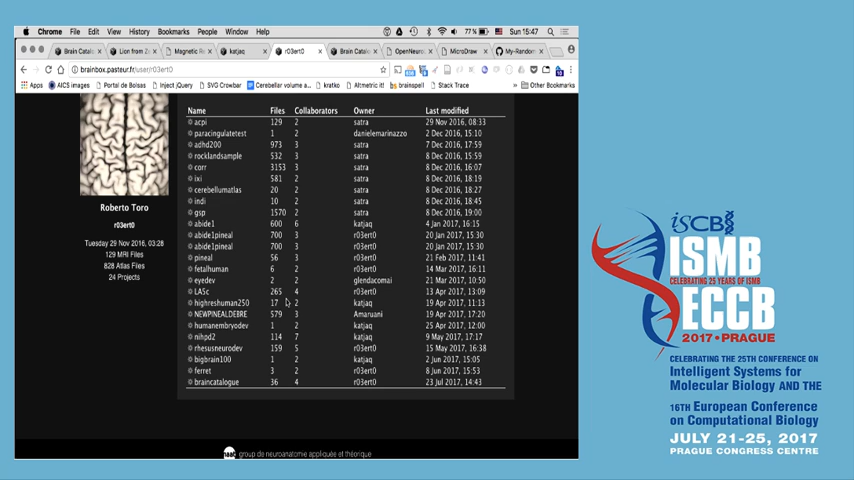 Chrome File Edit View History Bookmarks People Window Help 77% Sun 15:47
Brain Catalo Lion from Zo Magnetic Re katjaq r03ert0 Brain Catalo OpenNeuro MicroDraw My-Random
brainbox.pasteur.fr/user/r03ert0
Apps AICS images Portal de Bolsas Inject jQuery SVG Crowbar Cerebellar volume a... kratko Altmetric it! brainspell Stack Trace » Other Bookmarks
Name Files Collaborators Owner Last modified
acpi 129 2 satra 29 Nov 2016, 08:33
paracingulatetest 1 2 danielemarinazzo 2 Dec 2016, 15:10
adhd200 973 3 satra 7 Dec 2016, 17:59
rocklandsample 532 3 satra 8 Dec 2016, 15:59
corr 3153 3 satra 8 Dec 2016, 16:07
ixi 581 2 satra 8 Dec 2016, 18:19
cerebellumatlas 20 2 satra 8 Dec 2016, 18:27
indi 10 2 satra 8 Dec 2016, 18:45
gsp 1570 2 satra 8 Dec 2016, 19:00
abide1 600 6 katjaq 4 Jan 2017, 16:15
abide1pineal 700 3 r03ert0 20 Jan 2017, 15:30
abide1pineal 700 3 r03ert0 20 Jan 2017, 15:30
pineal 56 3 r03ert0 21 Feb 2017, 11:41
fetalhuman 6 2 r03ert0 14 Mar 2017, 16:11
eyedev 2 2 glendacomai 21 Mar 2017, 10:50
LA5c 265 4 r03ert0 13 Apr 2017, 13:09
highreshuman250 17 2 katjaq 19 Apr 2017, 11:13
NEWPINEALDEBRE 579 3 Amaruani 19 Apr 2017, 17:20
humanembryodev 1 2 katjaq 25 Apr 2017, 12:00
nihpd2 114 7 katjaq 9 May 2017, 17:17
rhesusneurodev 159 5 r03ert0 15 May 2017, 16:38
bigbrain100 1 2 katjaq 2 Jun 2017, 15:05
ferret 3 2 r03ert0 8 Jun 2017, 15:53
braincatalogue 36 4 r03ert0 23 Jul 2017, 14:43
Roberto Toro
r03ert0
Tuesday 29 Nov 2016, 03:28
129 MRI Files
828 Atlas Files
24 Projects
naat group de neuroanatomie appliquée et théorique
iSCB
ISMB
CELEBRATING 25 YEARS OF ISMB
ECCB
2017 • PRAGUE
CELEBRATING THE 25TH CONFERENCE ON
Intelligent Systems for
Molecular Biology AND THE
16TH European Conference
on Computational Biology
JULY 21-25, 2017
PRAGUE CONGRESS CENTRE